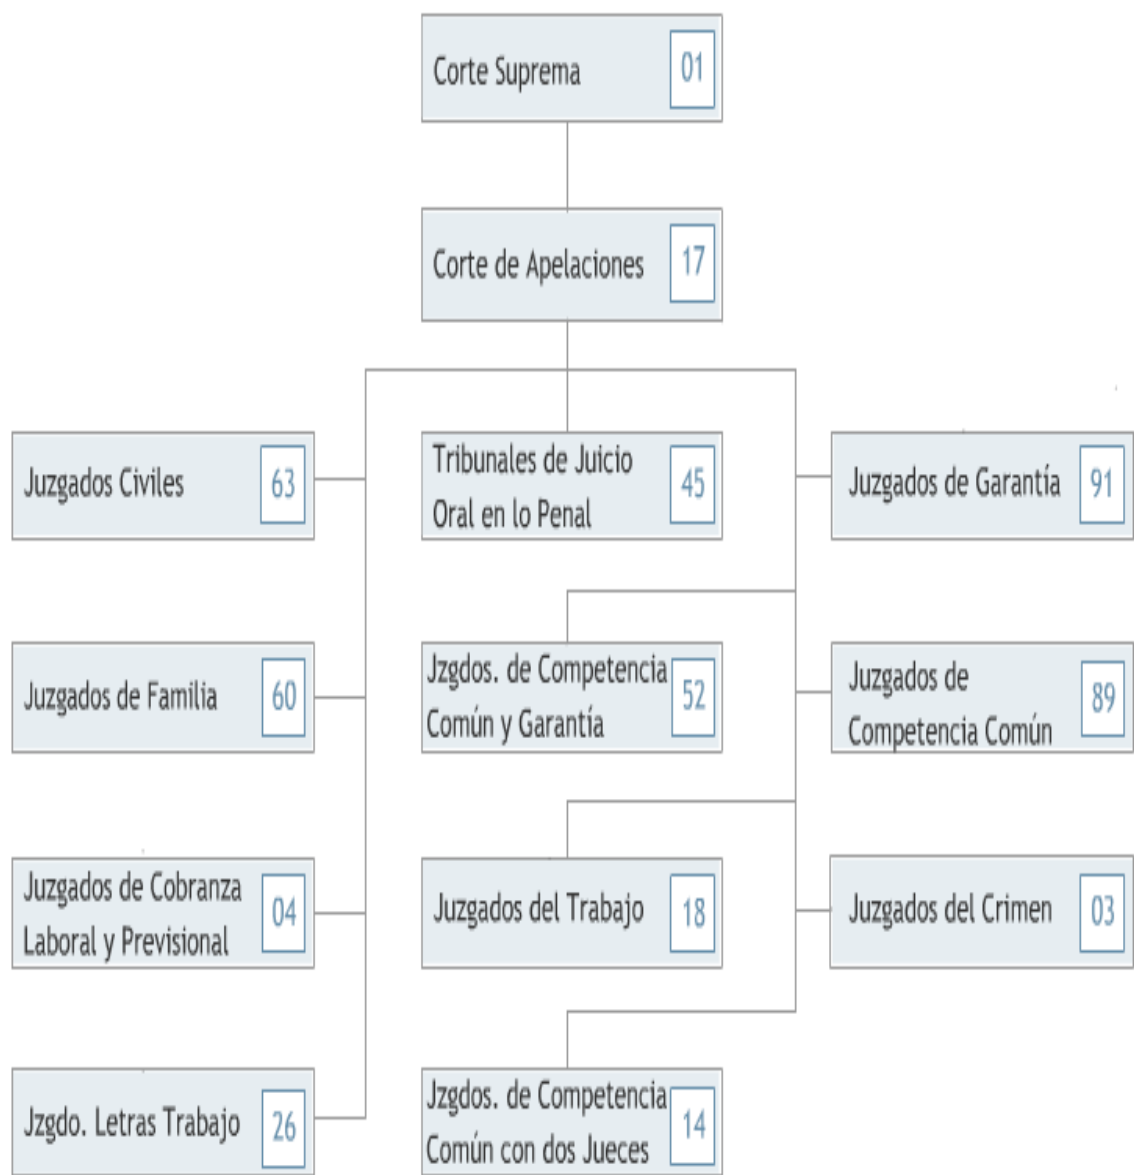 Corte Suprema 01
Corte de Apelaciones 17
Juzgados Civiles 63
Tribunales de Juicio
Oral en lo Penal 45
Juzgados de Garantía 91
Juzgados de Familia 60
Jzgdos. de Competencia
Común y Garantía 52
Juzgados de
Competencia Común 89
Juzgados de Cobranza
Laboral y Previsional 04
Juzgados del Trabajo 18
Juzgados del Crimen 03
Jzgdo. Letras Trabajo 26
Jzgdos. de Competencia
Común con dos Jueces 14